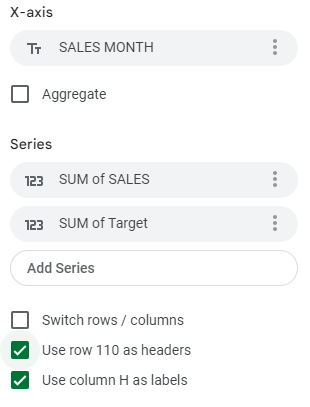 X-axis
Tт SALES MONTH
Aggregate
Series
123 SUM of SALES
123 SUM of Target
Add Series
Switch rows / columns
Use row 110 as headers
Use column H as labels